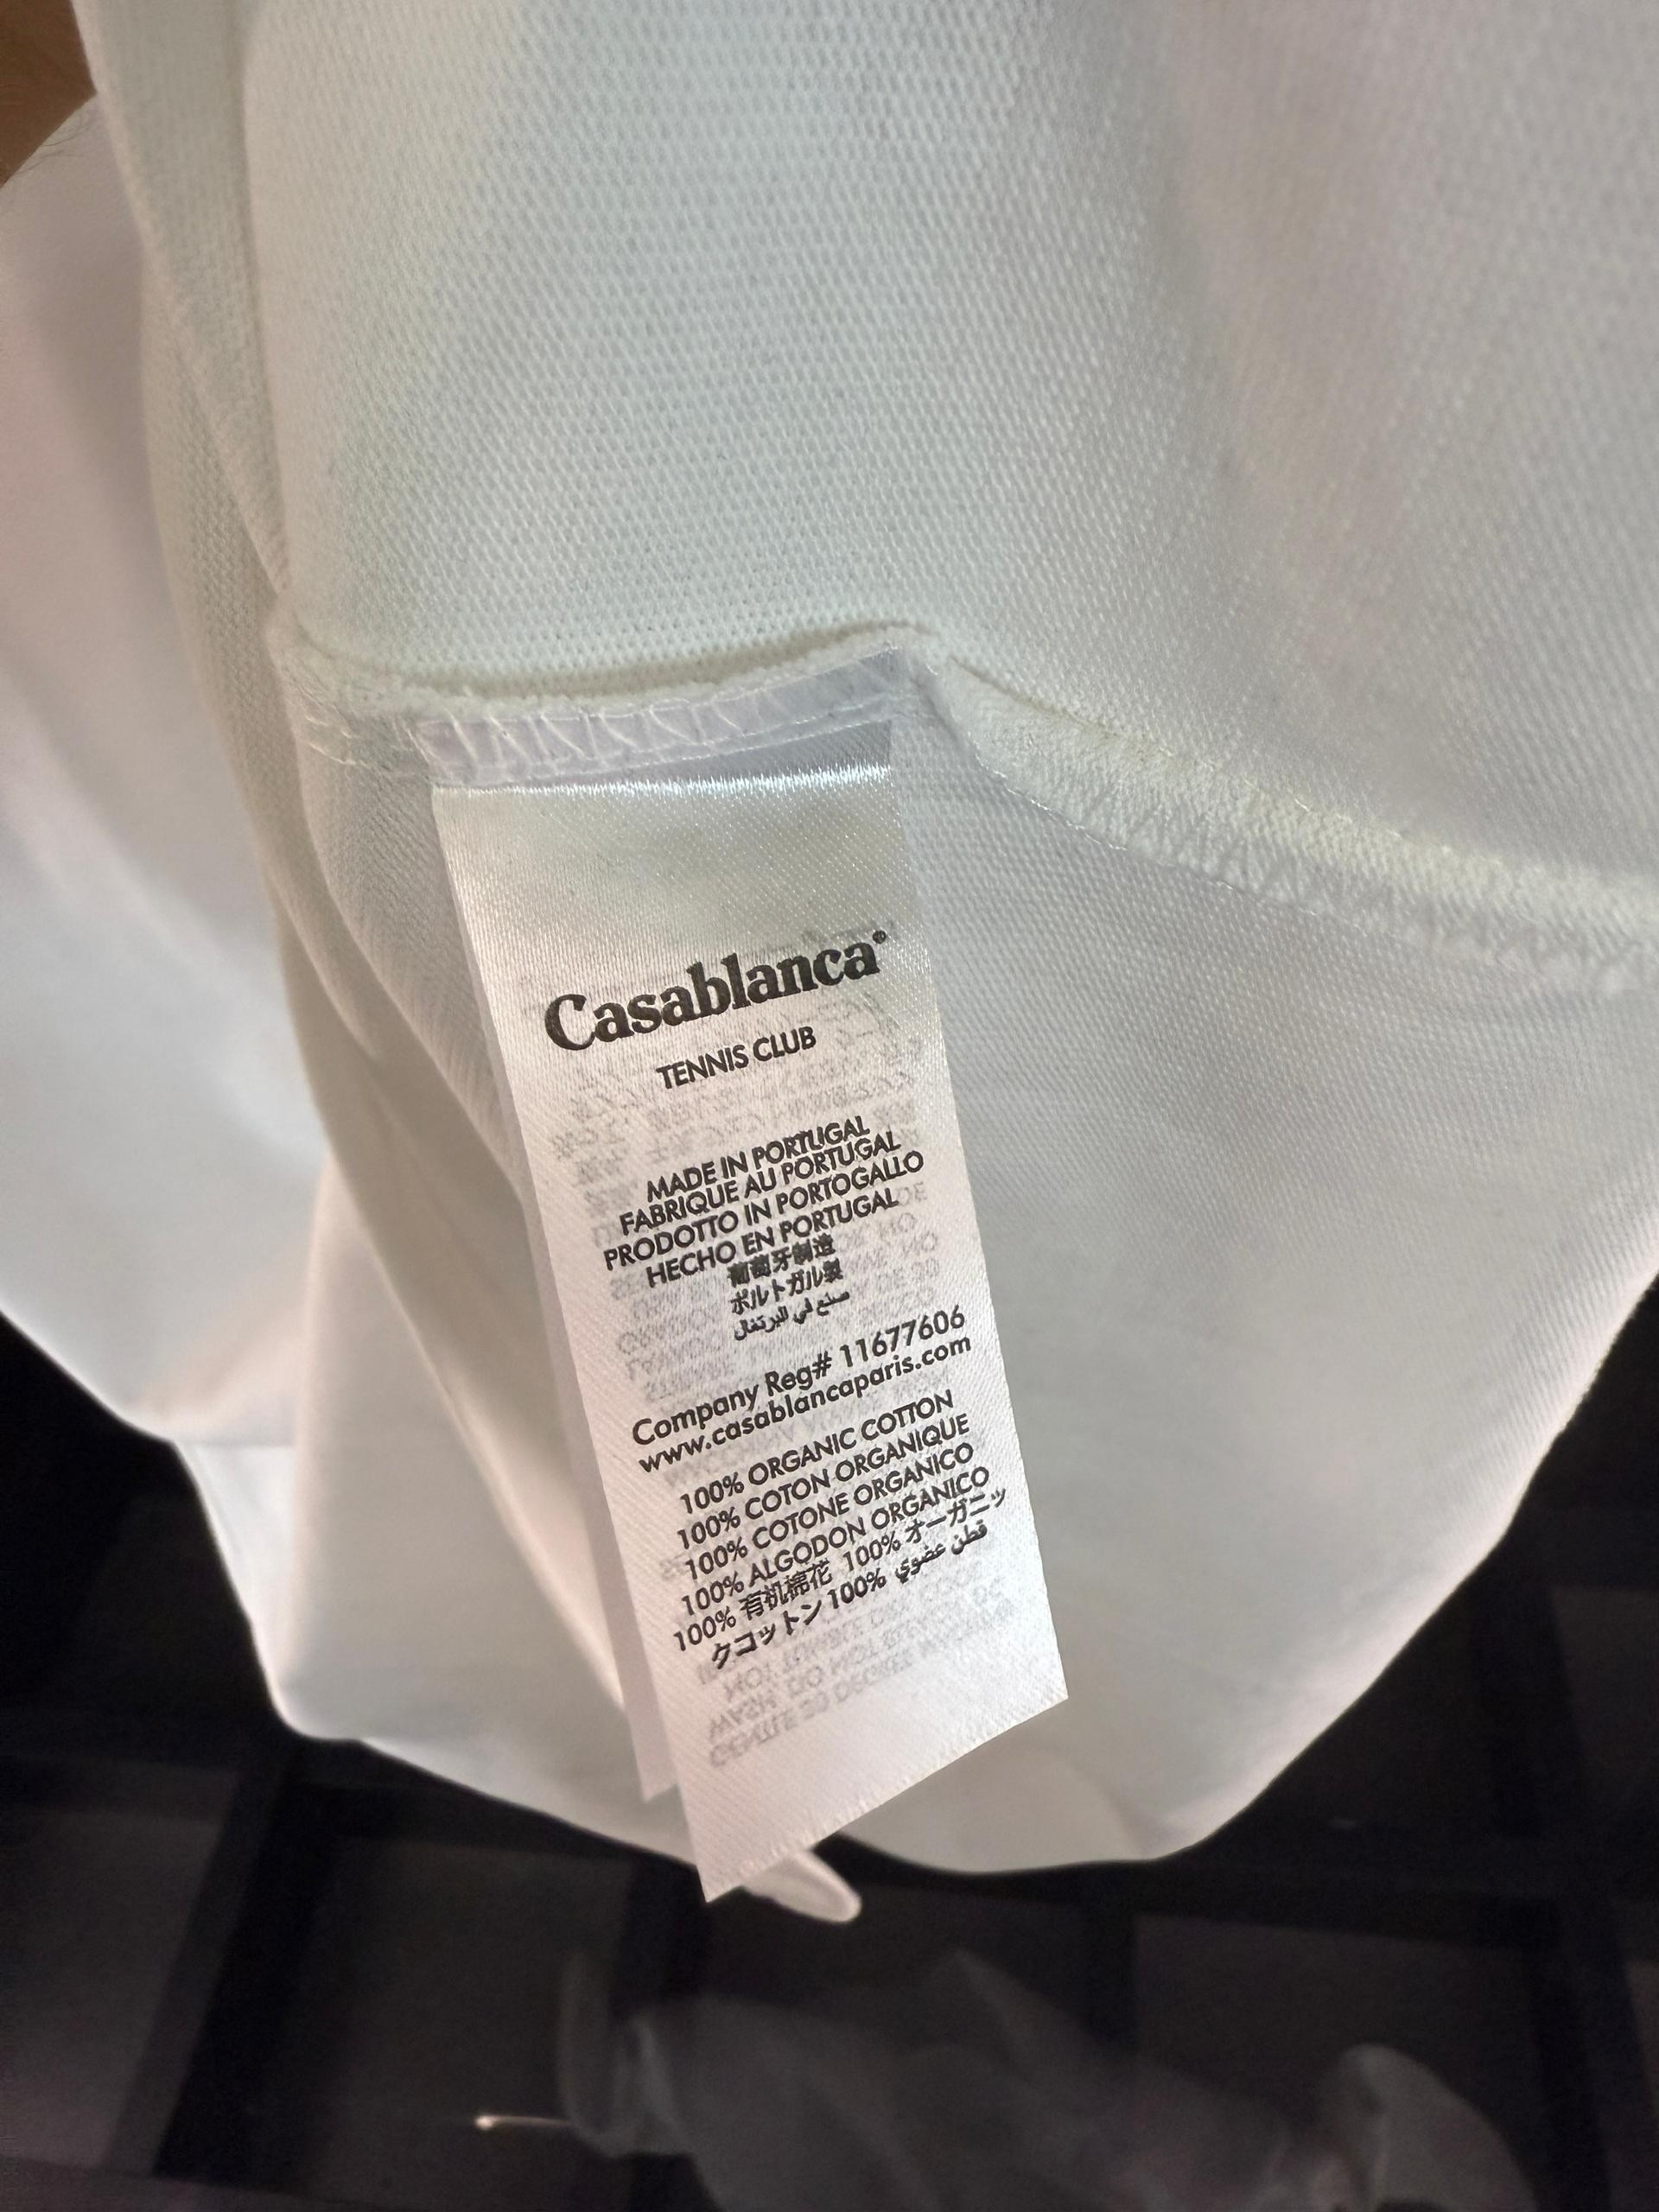 Casablanca®
TENNIS CLUB
MADE IN PORTUGAL
FABRIQUE AU PORTUGAL
PRODOTTO IN PORTOGALLO
HECHO EN PORTUGAL
葡萄牙制造
ポルトガル製
صنع في البرتغال
Company Reg# 11677606
www.casablancaparis.com
100% ORGANIC COTTON
100% COTON ORGANIQUE
100% COTONE ORGANICO
100% ALGODON ORGANICO
100% 有机棉花 100% オーガニッ
クコットン 100% قطن عضوي